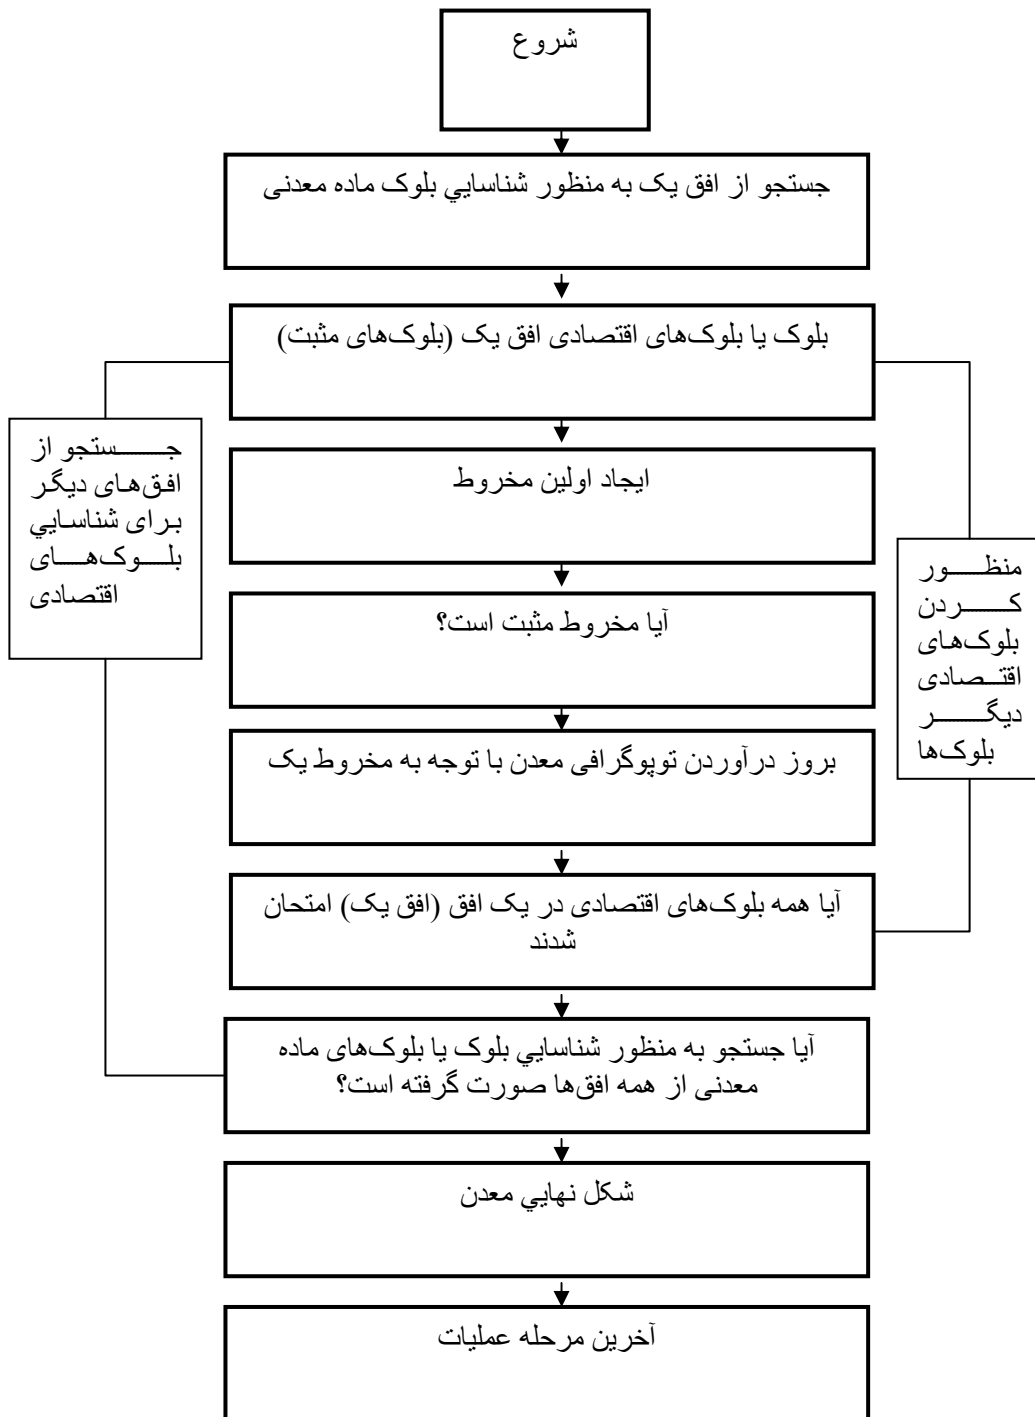 شروع
جستجو از افق یک به منظور شناسايي بلوک ماده معدنی
بلوک یا بلوک‌های اقتصادی افق یک (بلوک‌های مثبت)
جستجو از
افق‌های دیگر
برای شناسايي
بلوک‌های
اقتصادی
ایجاد اولین مخروط
منظور
کردن
بلوک‌های
اقتصادی
دیگر
بلوک‌ها
آیا مخروط مثبت است؟
بروز درآوردن توپوگرافی معدن با توجه به مخروط یک
آیا همه بلوک‌های اقتصادی در یک افق (افق یک) امتحان
شدند
آیا جستجو به منظور شناسايي بلوک یا بلوک‌های ماده
معدنی از همه افق‌ها صورت گرفته است؟
شکل نهايي معدن
آخرین مرحله عملیات